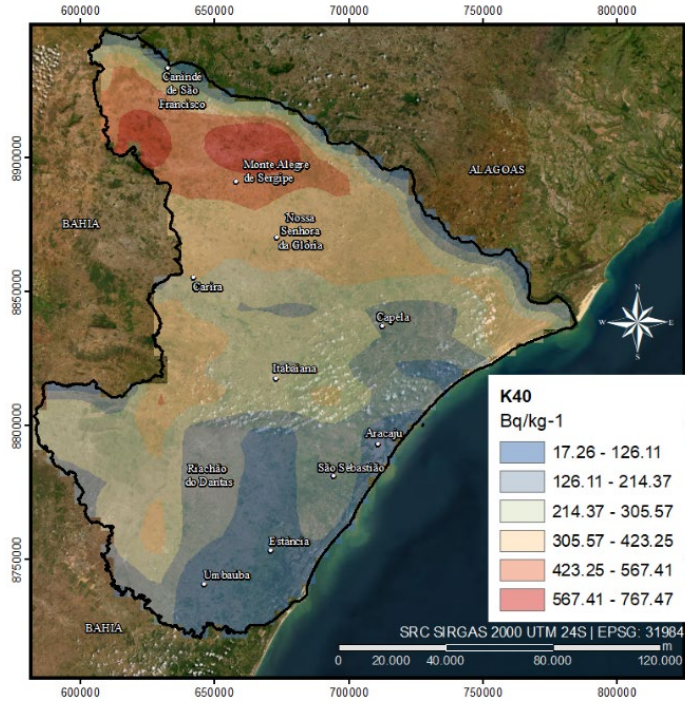 600000 650000 700000 750000 800000
8900000
8850000
8800000
8750000
Canindé
de São
Francisco
Monte Alegre
de Sergipe
ALAGOAS
BAHIA
Nossa
Senhora
da Glória
Carira
Capela
Itabaiana
Aracaju
Riachão
do Dantas
São Sebastião
Estância
Umbaúba
BAHIA
N
W E
S
K40
Bq/kg-1
17.26 - 126.11
126.11 - 214.37
214.37 - 305.57
305.57 - 423.25
423.25 - 567.41
567.41 - 767.47
SRC SIRGAS 2000 UTM 24S | EPSG: 31984
m
0 20.000 40.000 80.000 120.000
8900000
8850000
8800000
8750000
600000 650000 700000 750000 800000